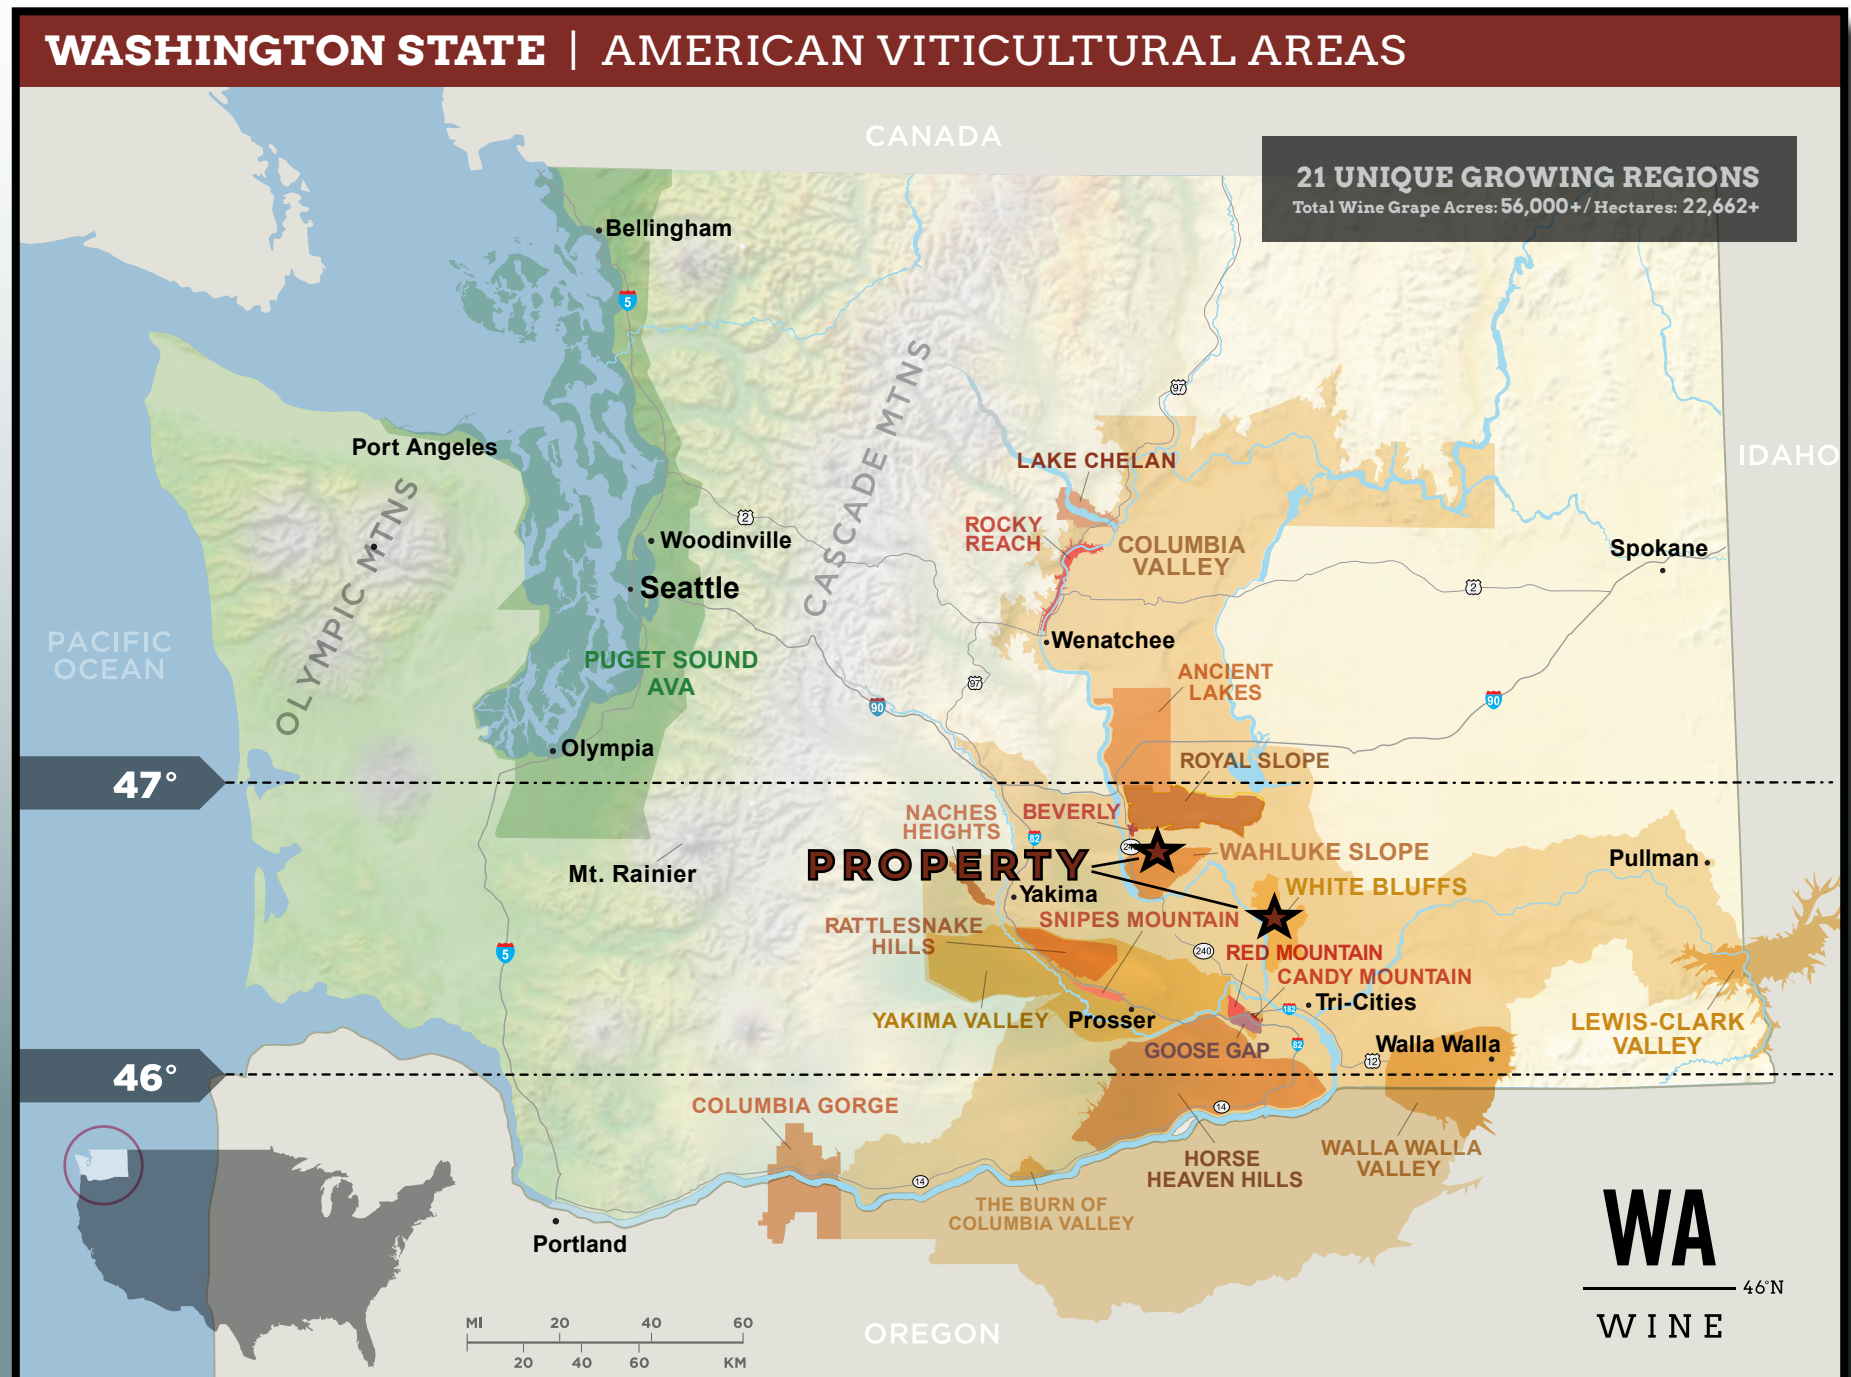 WASHINGTON STATE | AMERICAN VITICULTURAL AREAS
CANADA
21 UNIQUE GROWING REGIONS
Total Wine Grape Acres: 56,000+/ Hectares: 22,662+
Bellingham
5
97
CASCADE MTNS
Port Angeles
LAKE CHELAN
IDAHO
OLYMPIC MTNS
2
ROCKY
REACH
Woodinville
COLUMBIA
VALLEY
Spokane
Seattle
2
PACIFIC
OCEAN
Wenatchee
PUGET SOUND
AVA
ANCIENT
LAKES
97
90
90
Olympia
ROYAL SLOPE
47°
NACHES
HEIGHTS
BEVERLY
82
24
WAHLUKE SLOPE
PROPERTY
Pullman
Mt. Rainier
WHITE BLUFFS
Yakima
SNIPES MOUNTAIN
RATTLESNAKE
HILLS
5
240
RED MOUNTAIN
CANDY MOUNTAIN
Tri-Cities
182
YAKIMA VALLEY
Prosser
LEWIS-CLARK
VALLEY
GOOSE GAP
82
Walla Walla
12
46°
COLUMBIA GORGE
14
HORSE
HEAVEN HILLS
WALLA WALLA
VALLEY
14
THE BURN OF
COLUMBIA VALLEY
Portland
WA
46°N
WINE
OREGON
MI 20 40 60
20 40 60 KM